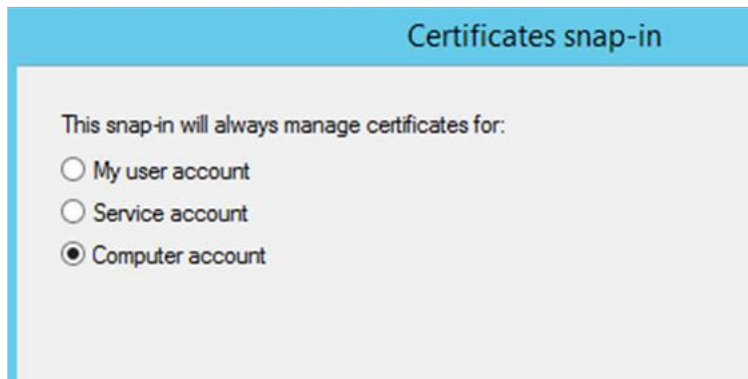 Certificates snap-in
This snap-in will always manage certificates for:
My user account
Service account
Computer account